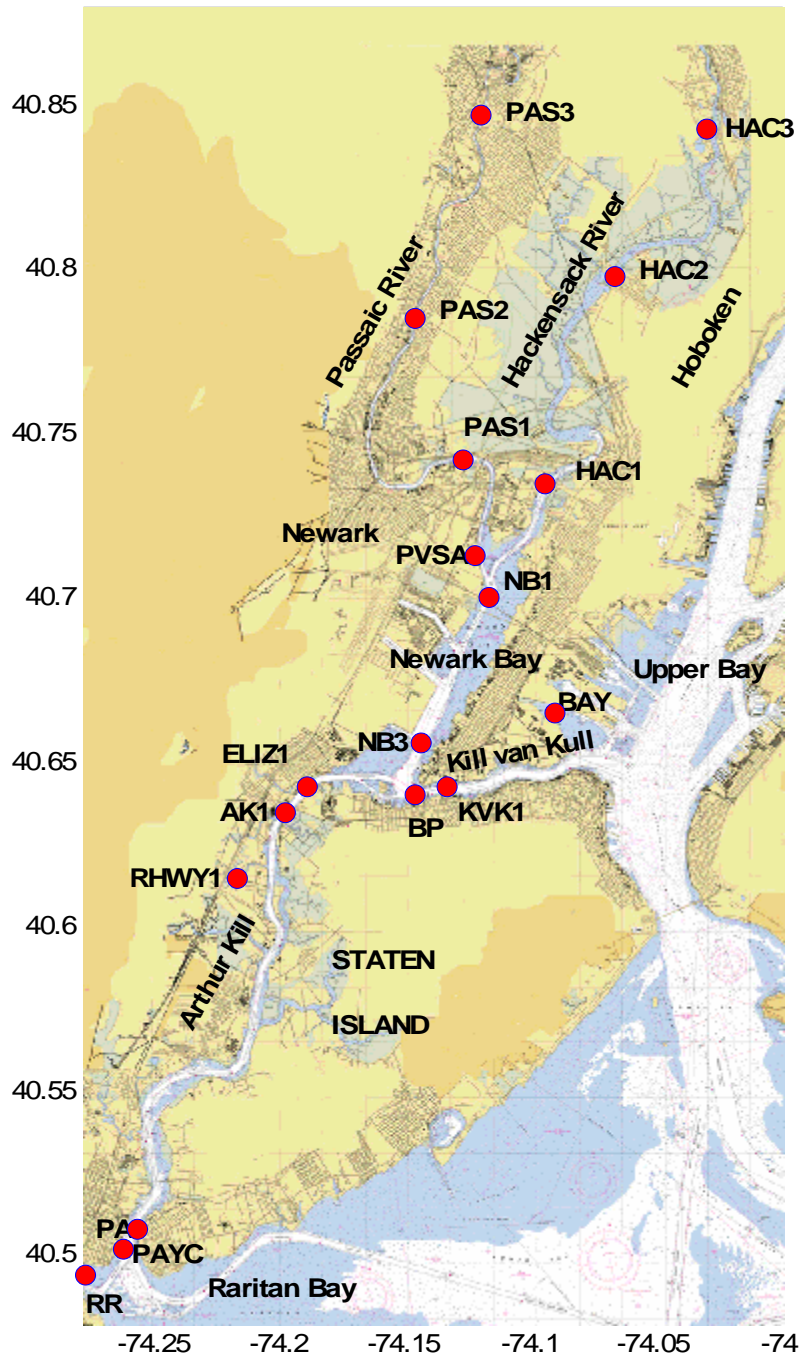 40.85
PAS3
HAC3
40.8
Passaic River
Hackensack River
HAC2
PAS2
Hoboken
40.75
PAS1
HAC1
Newark
PVSA
NB1
40.7
Newark Bay
Upper Bay
BAY
NB3
Kill van Kull
40.65
ELIZ1
AK1
BP
KVK1
RHWY1
40.6
Arthur Kill
STATEN
ISLAND
40.55
PA
PAYC
40.5
Raritan Bay
RR
-74.25
-74.2
-74.15
-74.1
-74.05
-74